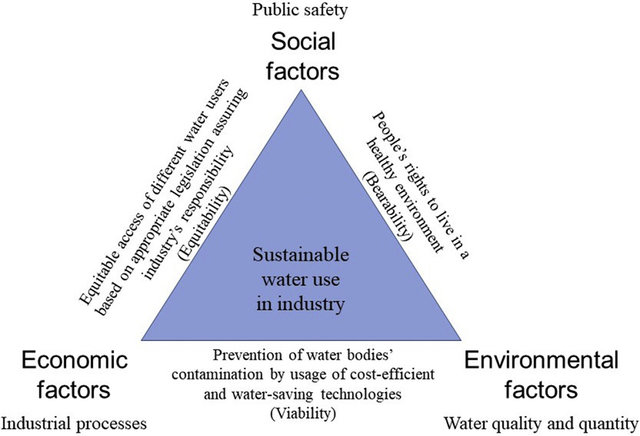 Public safety
Social
factors
Equitable access of different water users
based on appropriate legislation assuring
industry's responsibility
(Equitability)
People's rights to live in a
healthy environment
(Bearability)
Sustainable
water use
in industry
Economic
factors
Industrial processes
Prevention of water bodies'
contamination by usage of cost-efficient
and water-saving technologies
(Viability)
Environmental
factors
Water quality and quantity